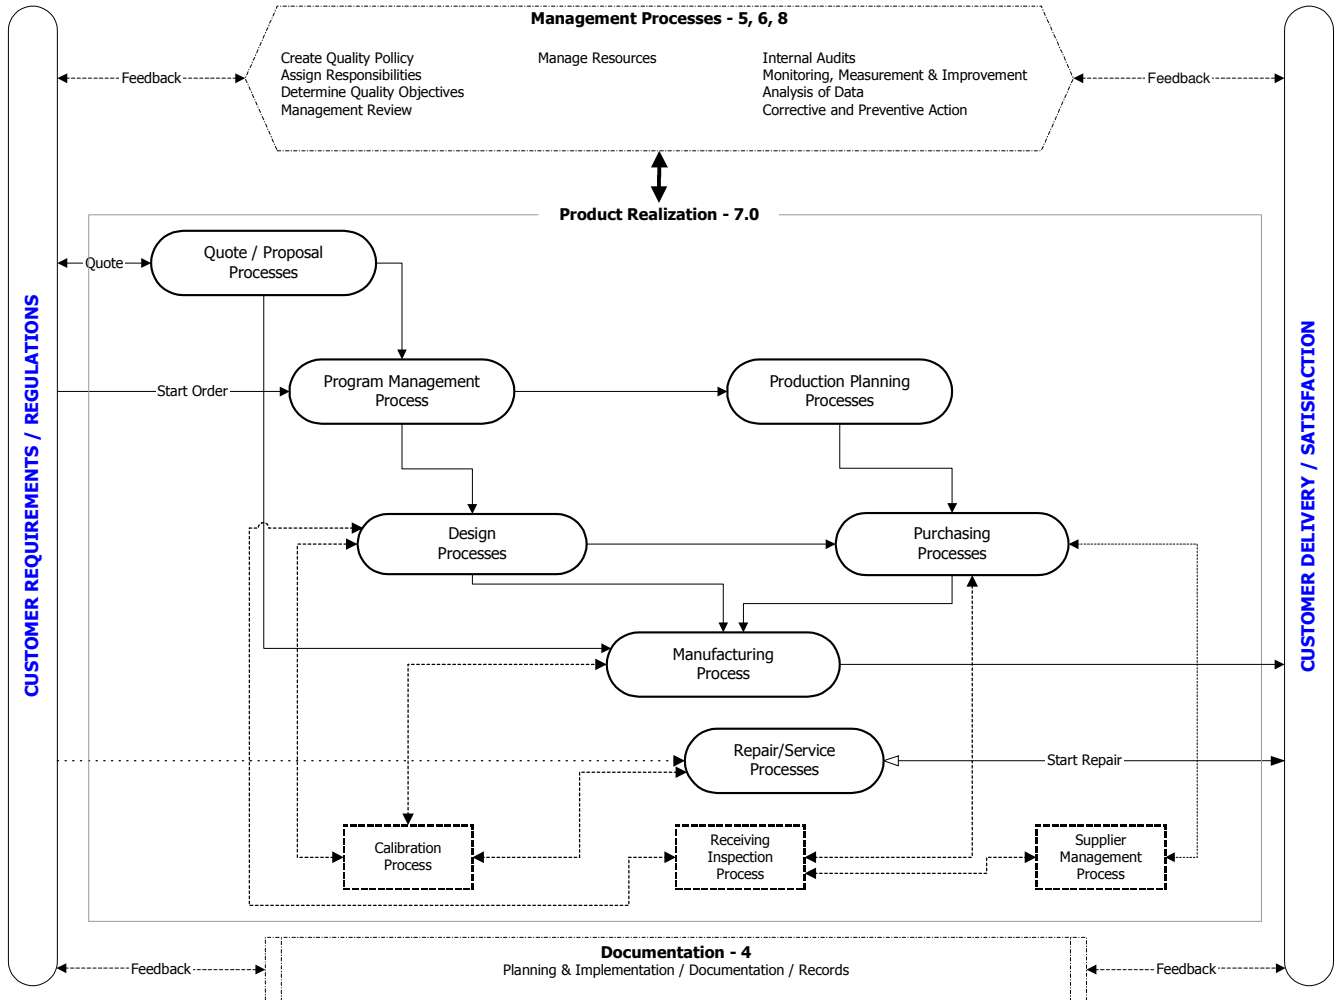 Management Processes - 5, 6, 8
Create Quality Pollicy
Assign Responsibilities
Determine Quality Objectives
Management Review
Manage Resources
Internal Audits
Monitoring, Measurement & Improvement
Analysis of Data
Corrective and Preventive Action
Feedback
Feedback
CUSTOMER REQUIREMENTS / REGULATIONS
CUSTOMER DELIVERY / SATISFACTION
Product Realization - 7.0
Quote
Quote / Proposal
Processes
Start Order
Program Management
Process
Production Planning
Processes
Design
Processes
Purchasing
Processes
Manufacturing
Process
Repair/Service
Processes
Start Repair
Calibration
Process
Receiving
Inspection
Process
Supplier
Management
Process
Feedback
Documentation - 4
Planning & Implementation / Documentation / Records
Feedback